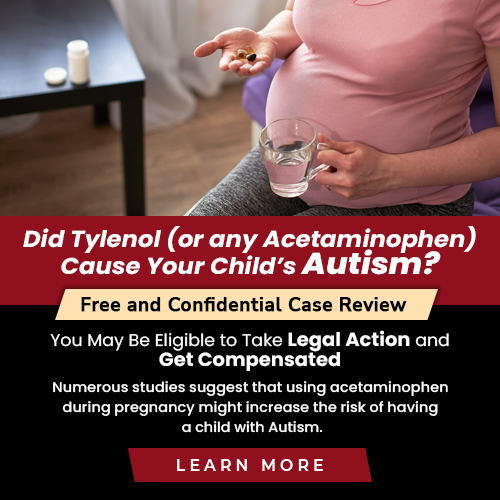 Did Tylenol (or any Acetaminophen)
Cause Your Child's Autism?
Free and Confidential Case Review
You May Be Eligible to Take Legal Action and
Get Compensated
Numerous studies suggest that using acetaminophen
during pregnancy might increase the risk of having
a child with Autism.
LEARN MORE